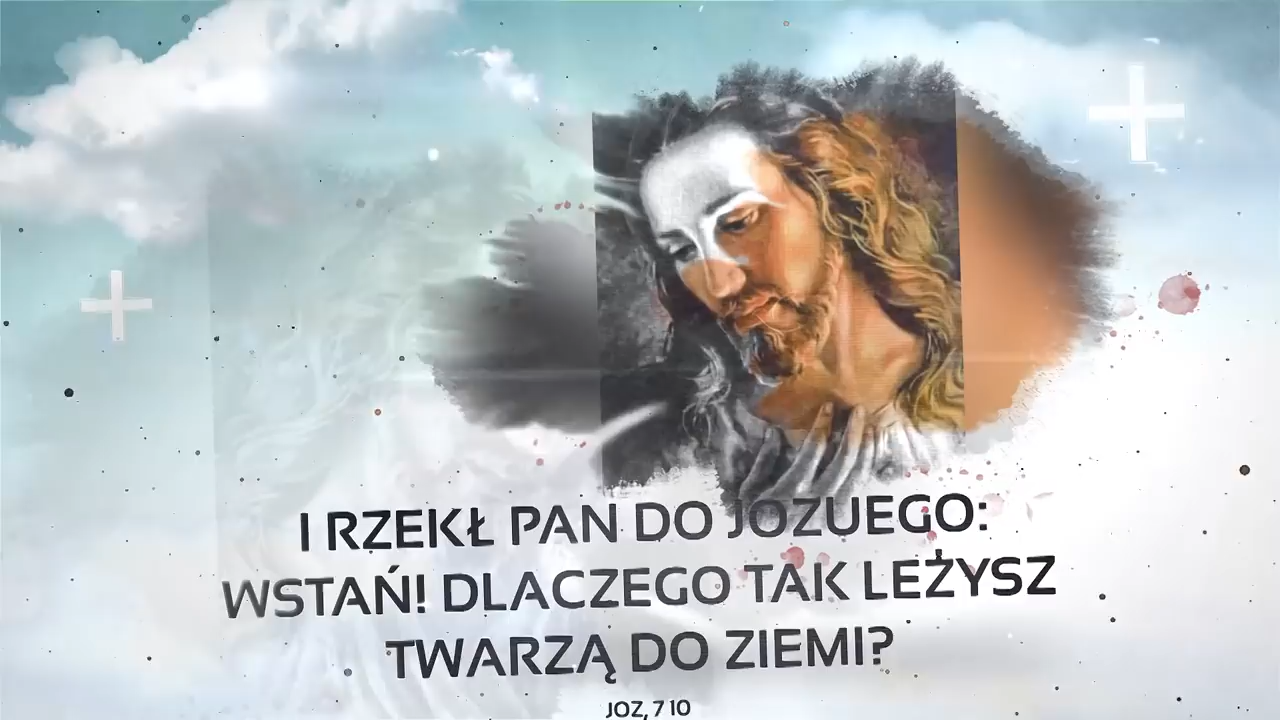 I RZEKŁ PAN DO JOZUEGO:
WSTAŃ! DLACZEGO TAK LEŻYSZ
TWARZĄ DO ZIEMI?
JOZ, 7 10